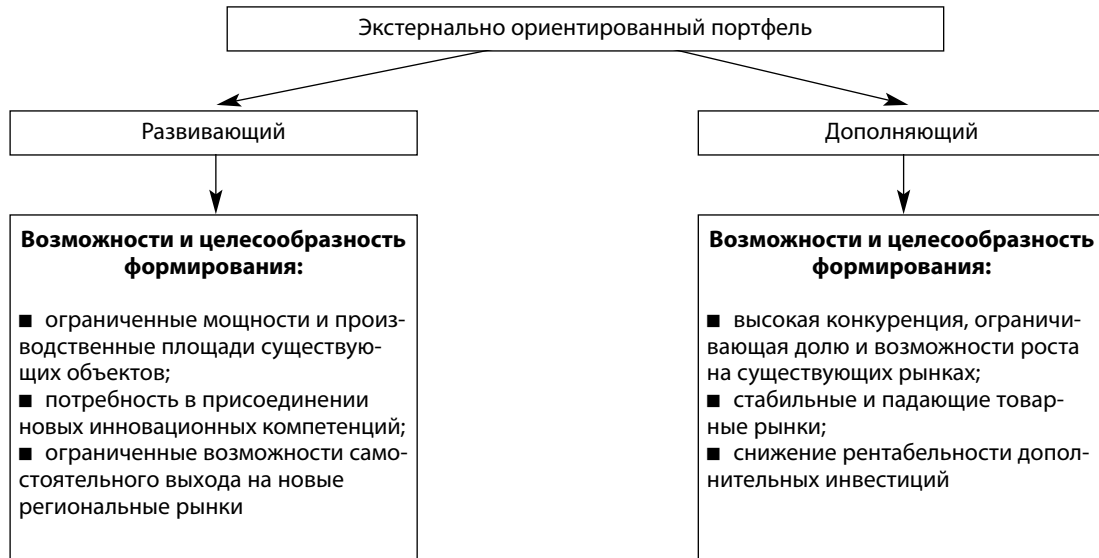 Экстернально ориентированный портфель
Развивающий
Дополняющий
Возможности и целесообразность
формирования:
■ ограниченные мощности и произ-
водственные площади существую-
щих объектов;
■ потребность в присоединении
новых инновационных компетенций;
■ ограниченные возможности само-
стоятельного выхода на новые
региональные рынки
Возможности и целесообразность
формирования:
■ высокая конкуренция, ограничи-
вающая долю и возможности роста
на существующих рынках;
■ стабильные и падающие товар-
ные рынки;
■ снижение рентабельности допол-
нительных инвестиций